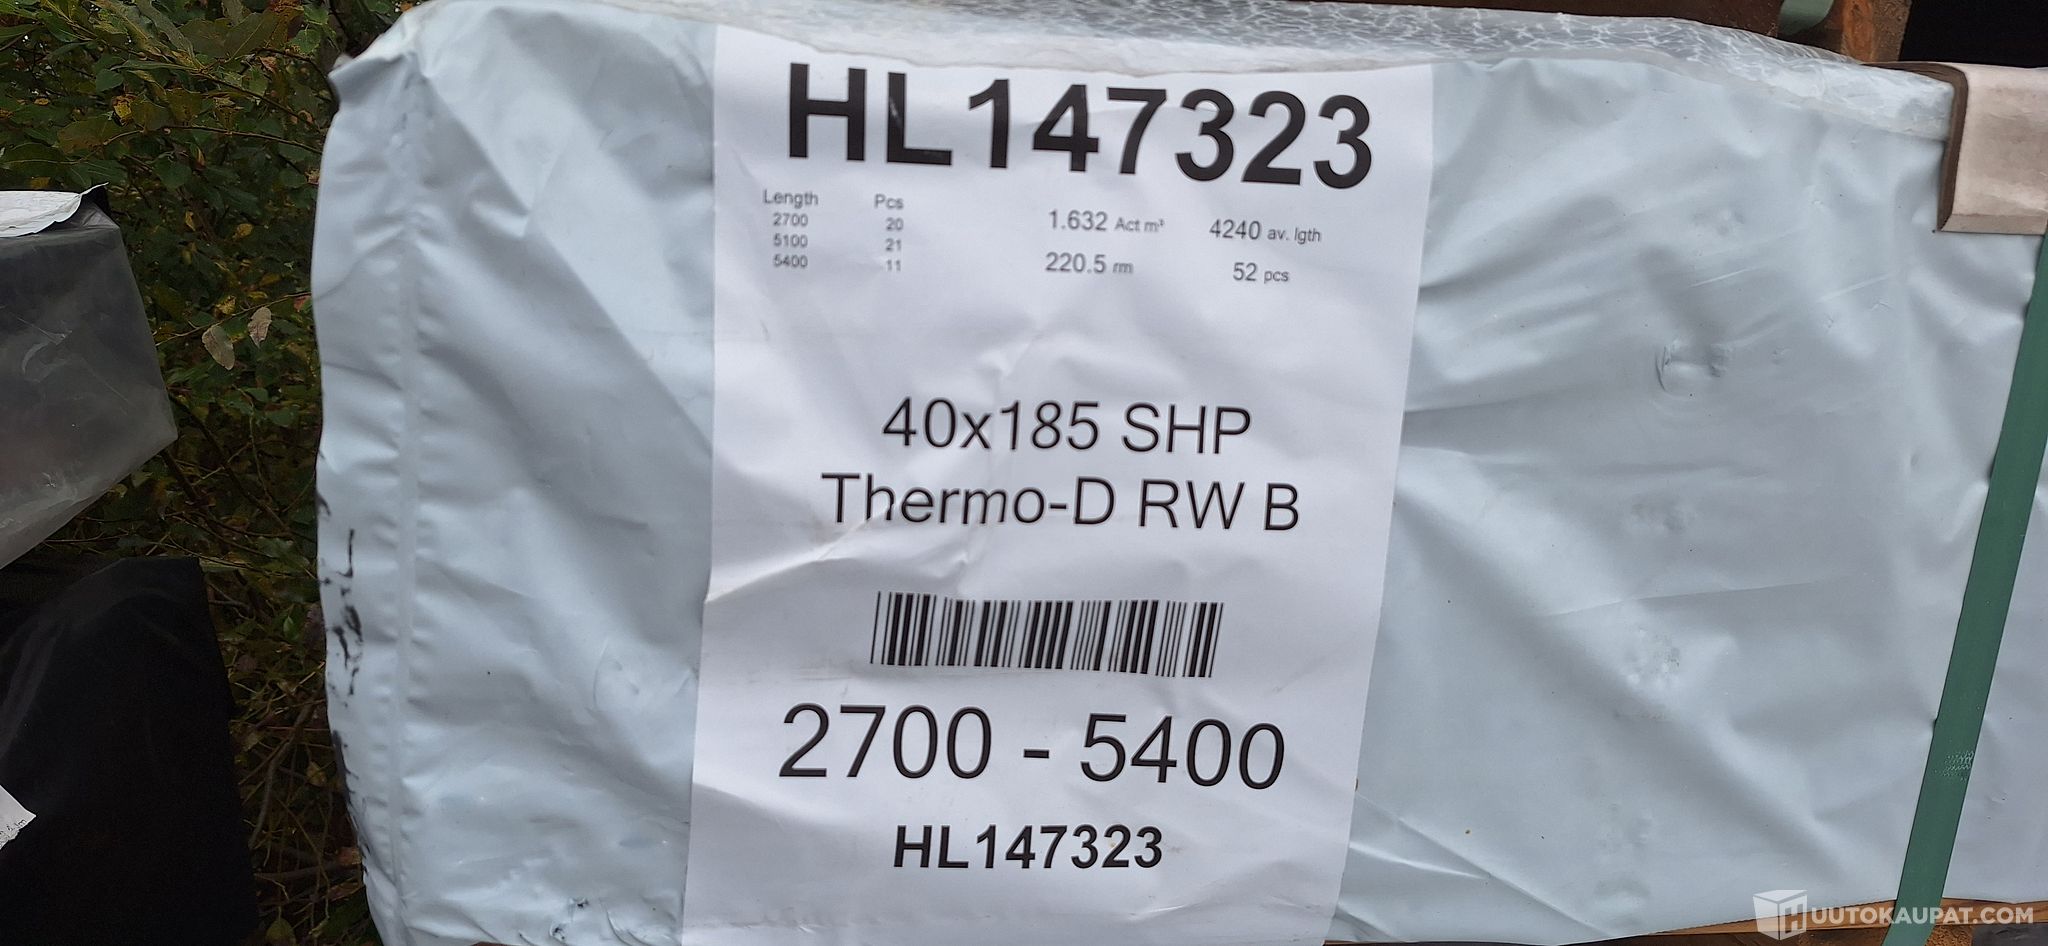 HL147323
Length Pcs
2700 20 1.632 Act m³ 4240 av. lgth
5100 21
5400 11 220.5 rm 52 pcs
40x185 SHP
Thermo-D RW B
2700 - 5400
HL147323
HUUTOKAUPAT.COM